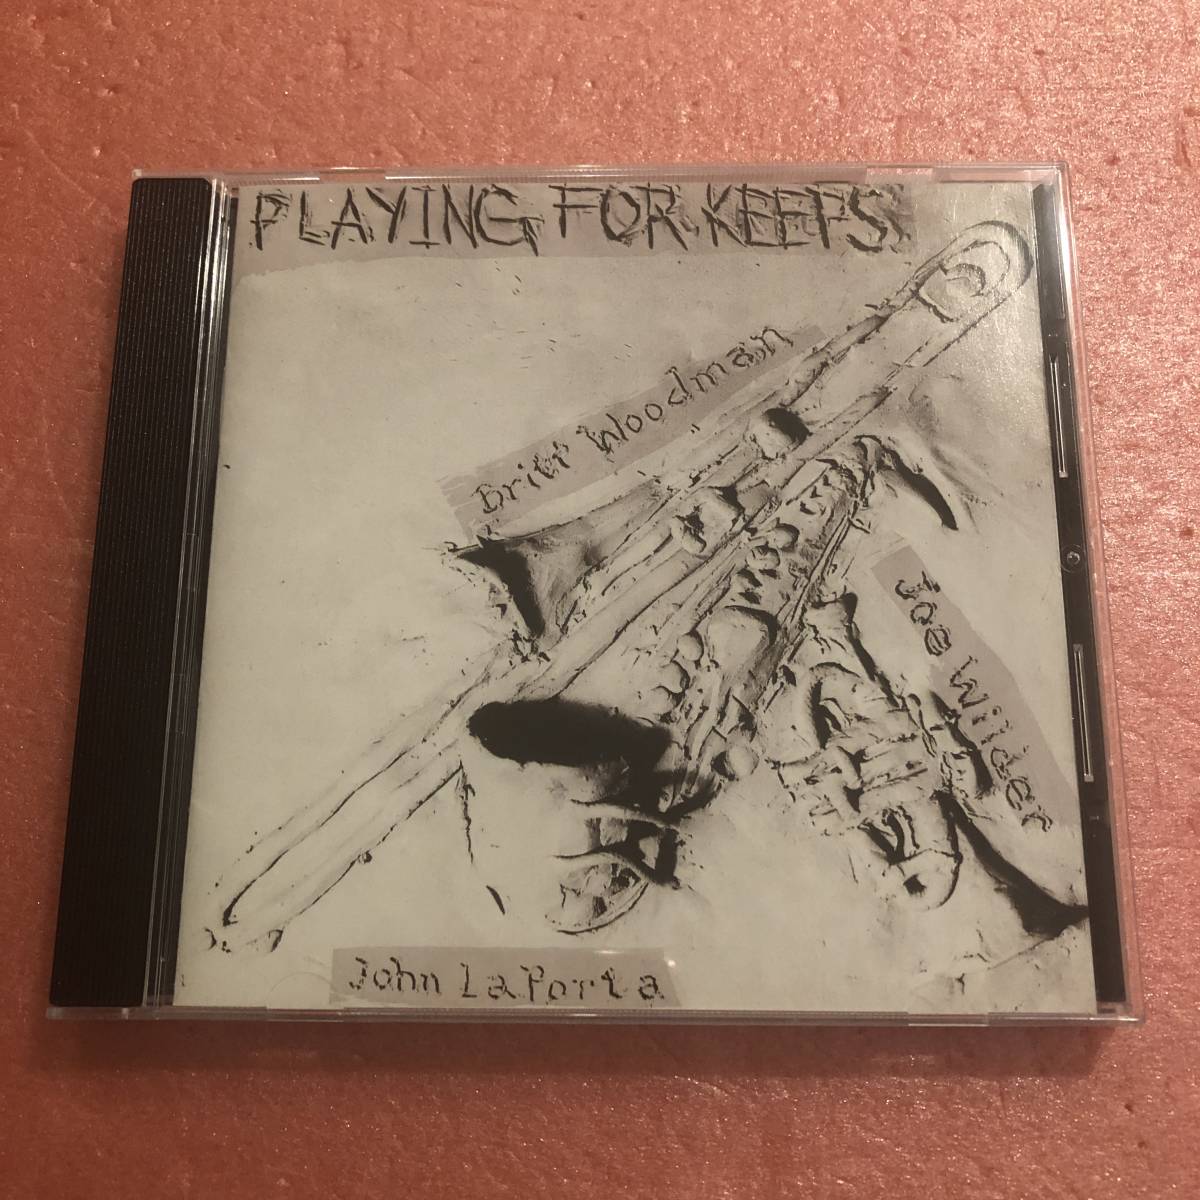 PLAYING FOR KEEPS
Britt Woodman
Joe Wilder
John LaPorta